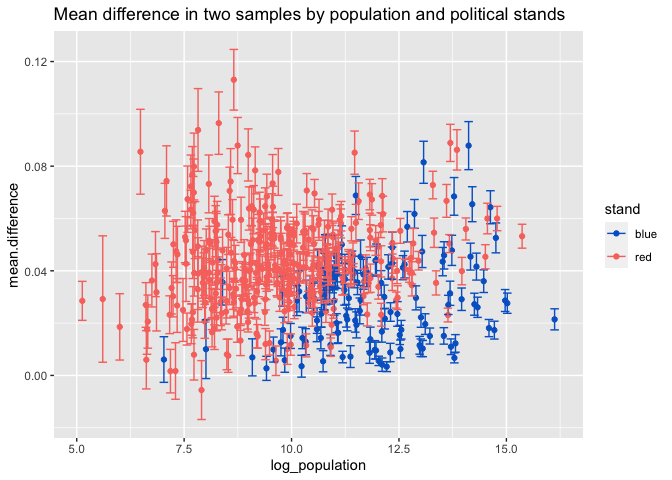 Mean difference in two samples by population and political stands
mean.difference
0.12
0.08
0.04
0.00
5.0 7.5 10.0 12.5 15.0
log_population
stand
blue
red